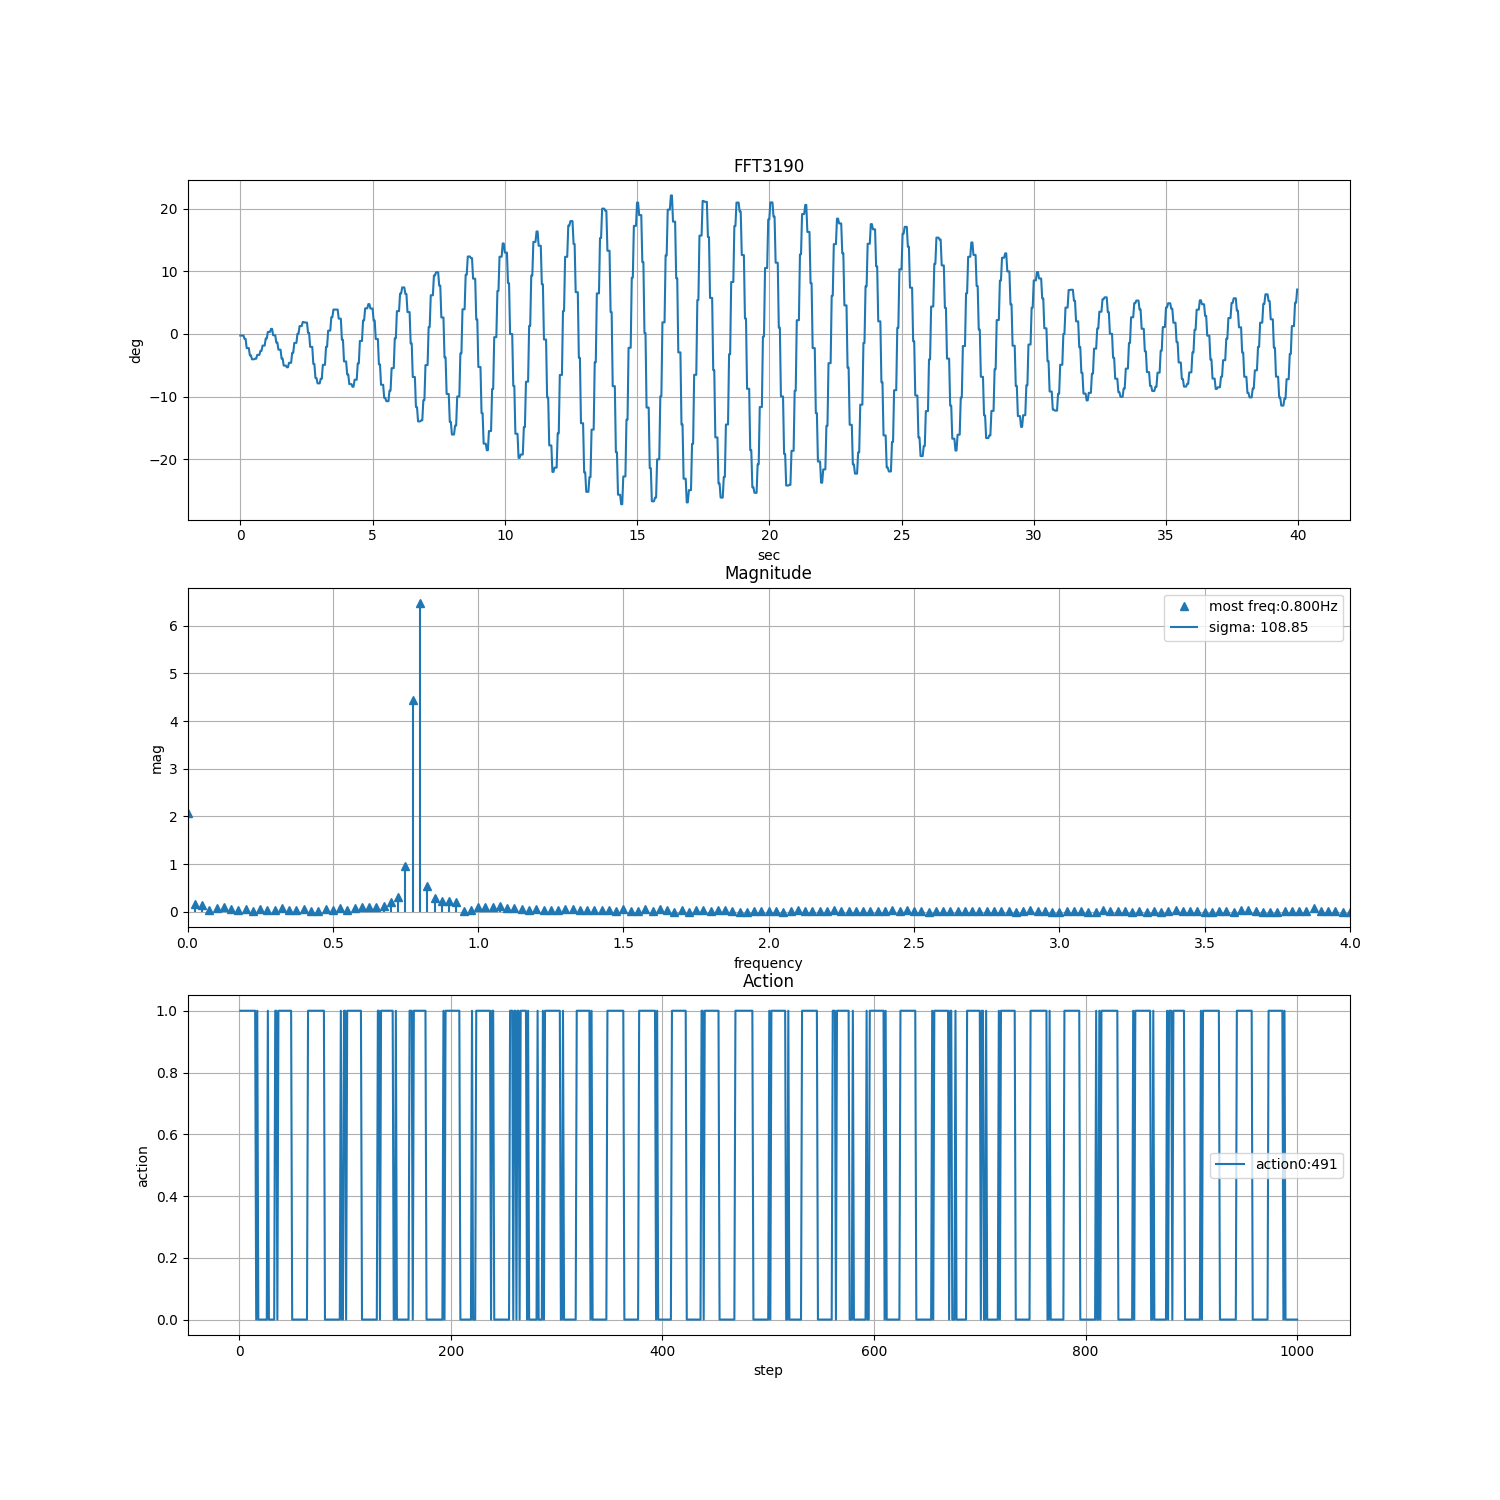 FFT3190
20
10
0
−10
−20
deg
0 5 10 15 20 25 30 35 40
sec
Magnitude
most freq:0.800Hz
sigma: 108.85
6
5
4
3
2
1
0
mag
0.0 0.5 1.0 1.5 2.0 2.5 3.0 3.5 4.0
frequency
Action
1.0
0.8
0.6
0.4
0.2
0.0
action
action0:491
0 200 400 600 800 1000
step